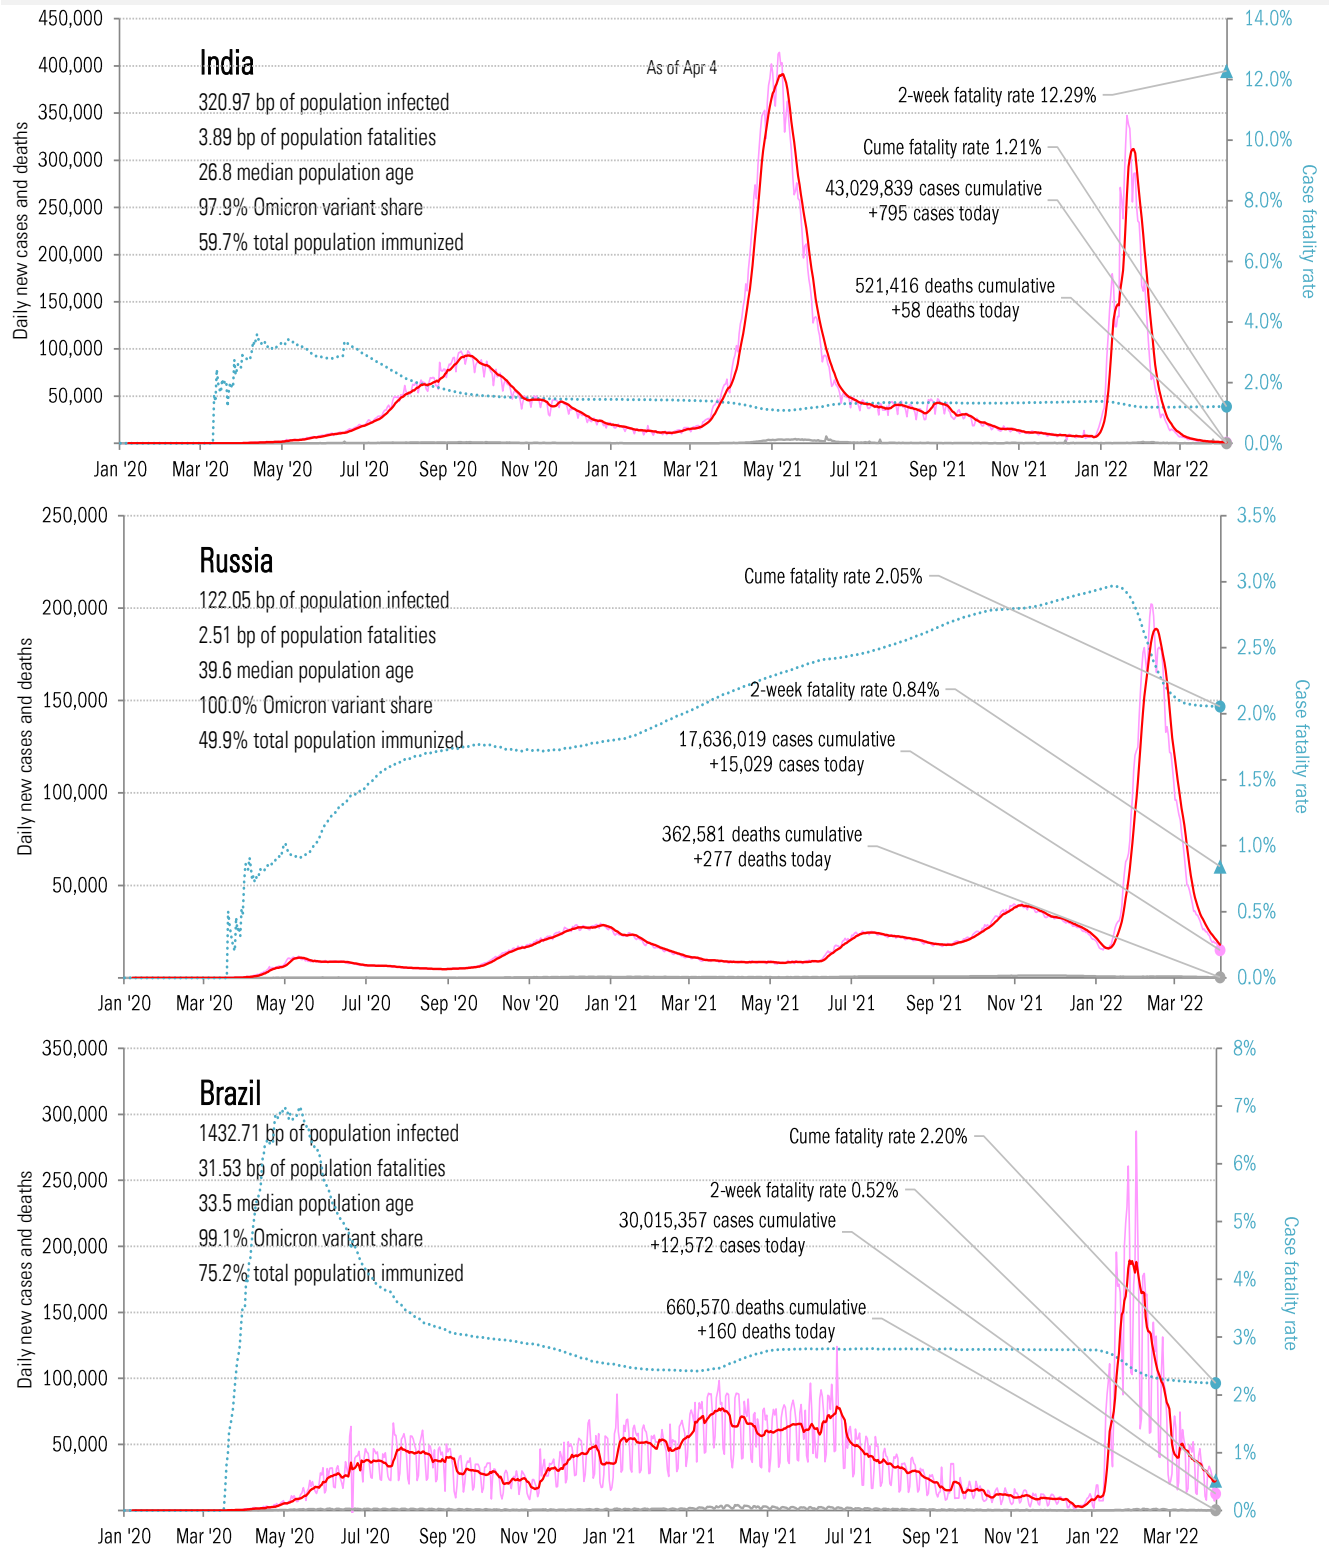 450,000
400,000
350,000
300,000
250,000
200,000
150,000
100,000
50,000
Daily new cases and deaths
India
320.97 bp of population infected
3.89 bp of population fatalities
26.8 median population age
97.9% Omicron variant share
59.7% total population immunized
As of Apr 4
2-week fatality rate 12.29%
Cume fatality rate 1.21%
43,029,839 cases cumulative
+795 cases today
521,416 deaths cumulative
+58 deaths today
14.0%
12.0%
10.0%
8.0%
6.0%
4.0%
2.0%
0.0%
Case fatality rate
Jan '20 Mar '20 May '20 Jul '20 Sep '20 Nov '20 Jan '21 Mar '21 May '21 Jul '21 Sep '21 Nov '21 Jan '22 Mar '22
250,000
200,000
150,000
100,000
50,000
Daily new cases and deaths
Russia
122.05 bp of population infected
2.51 bp of population fatalities
39.6 median population age
100.0% Omicron variant share
49.9% total population immunized
Cume fatality rate 2.05%
2-week fatality rate 0.84%
17,636,019 cases cumulative
+15,029 cases today
362,581 deaths cumulative
+277 deaths today
3.5%
3.0%
2.5%
2.0%
1.5%
1.0%
0.5%
0.0%
Case fatality rate
Jan '20 Mar '20 May '20 Jul '20 Sep '20 Nov '20 Jan '21 Mar '21 May '21 Jul '21 Sep '21 Nov '21 Jan '22 Mar '22
350,000
300,000
250,000
200,000
150,000
100,000
50,000
Daily new cases and deaths
Brazil
1432.71 bp of population infected
31.53 bp of population fatalities
33.5 median population age
99.1% Omicron variant share
75.2% total population immunized
Cume fatality rate 2.20%
2-week fatality rate 0.52%
30,015,357 cases cumulative
+12,572 cases today
660,570 deaths cumulative
+160 deaths today
8%
7%
6%
5%
4%
3%
2%
1%
0%
Case fatality rate
Jan '20 Mar '20 May '20 Jul '20 Sep '20 Nov '20 Jan '21 Mar '21 May '21 Jul '21 Sep '21 Nov '21 Jan '22 Mar '22